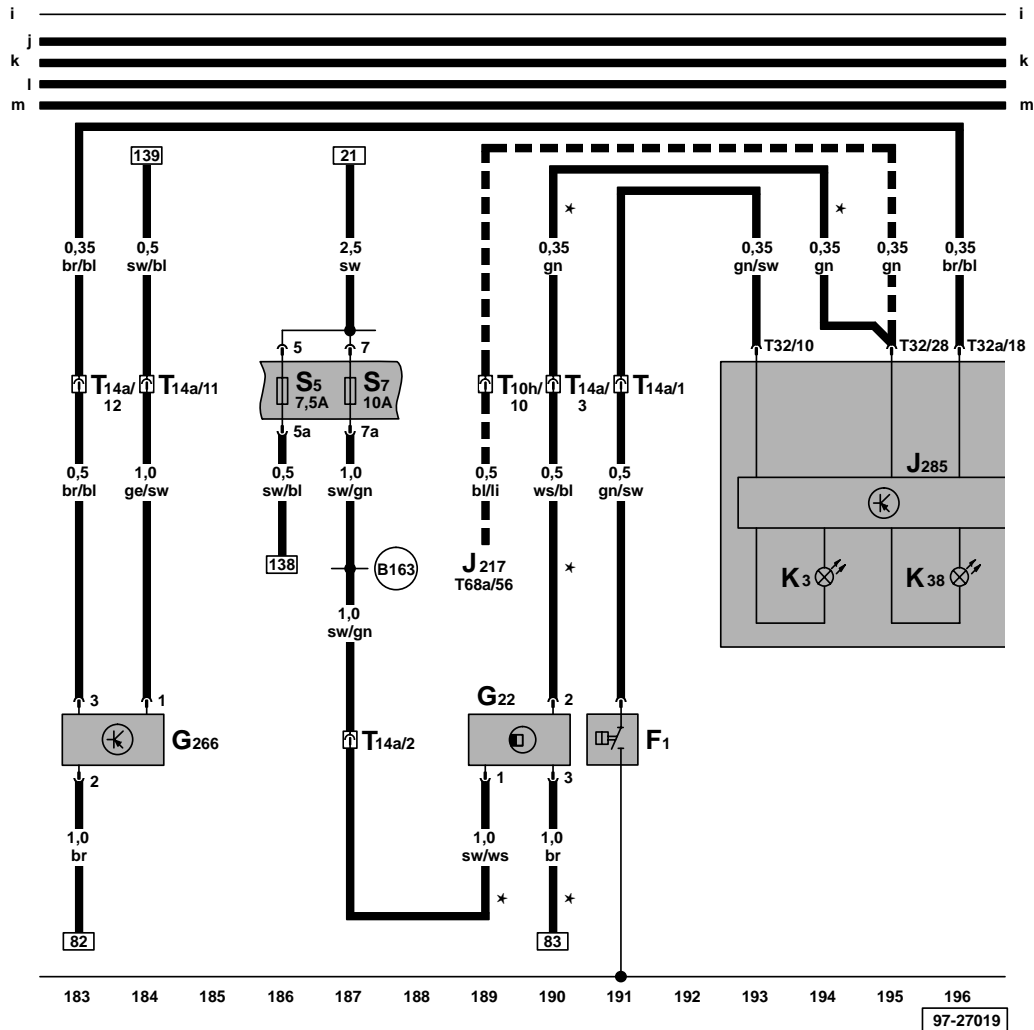 i i
j
k k
l
m m
139 21
0,35 0,5 2,5 0,35 0,35 0,35 0,35 0,35
br/bl sw/bl sw gn gn/sw gn gn br/bl
* *
5 7 T32/10 T32/28 T32a/18
T14a/12 T14a/11 S5 7,5A S7 10A T10h/10 T14a/3 T14a/1
5a 7a
J285
0,5 1,0 0,5 1,0 0,5 0,5 0,5
br/bl ge/sw sw/bl sw/gn bl/li ws/bl gn/sw
138 B163 J217 *
T68a/56
K3 K38
1,0
sw/gn
3 1 G22 2
G266 T14a/2 F1
2 1 3
1,0 1,0 1,0
br sw/ws br
* *
82 83
183 184 185 186 187 188 189 190 191 192 193 194 195 196
97-27019